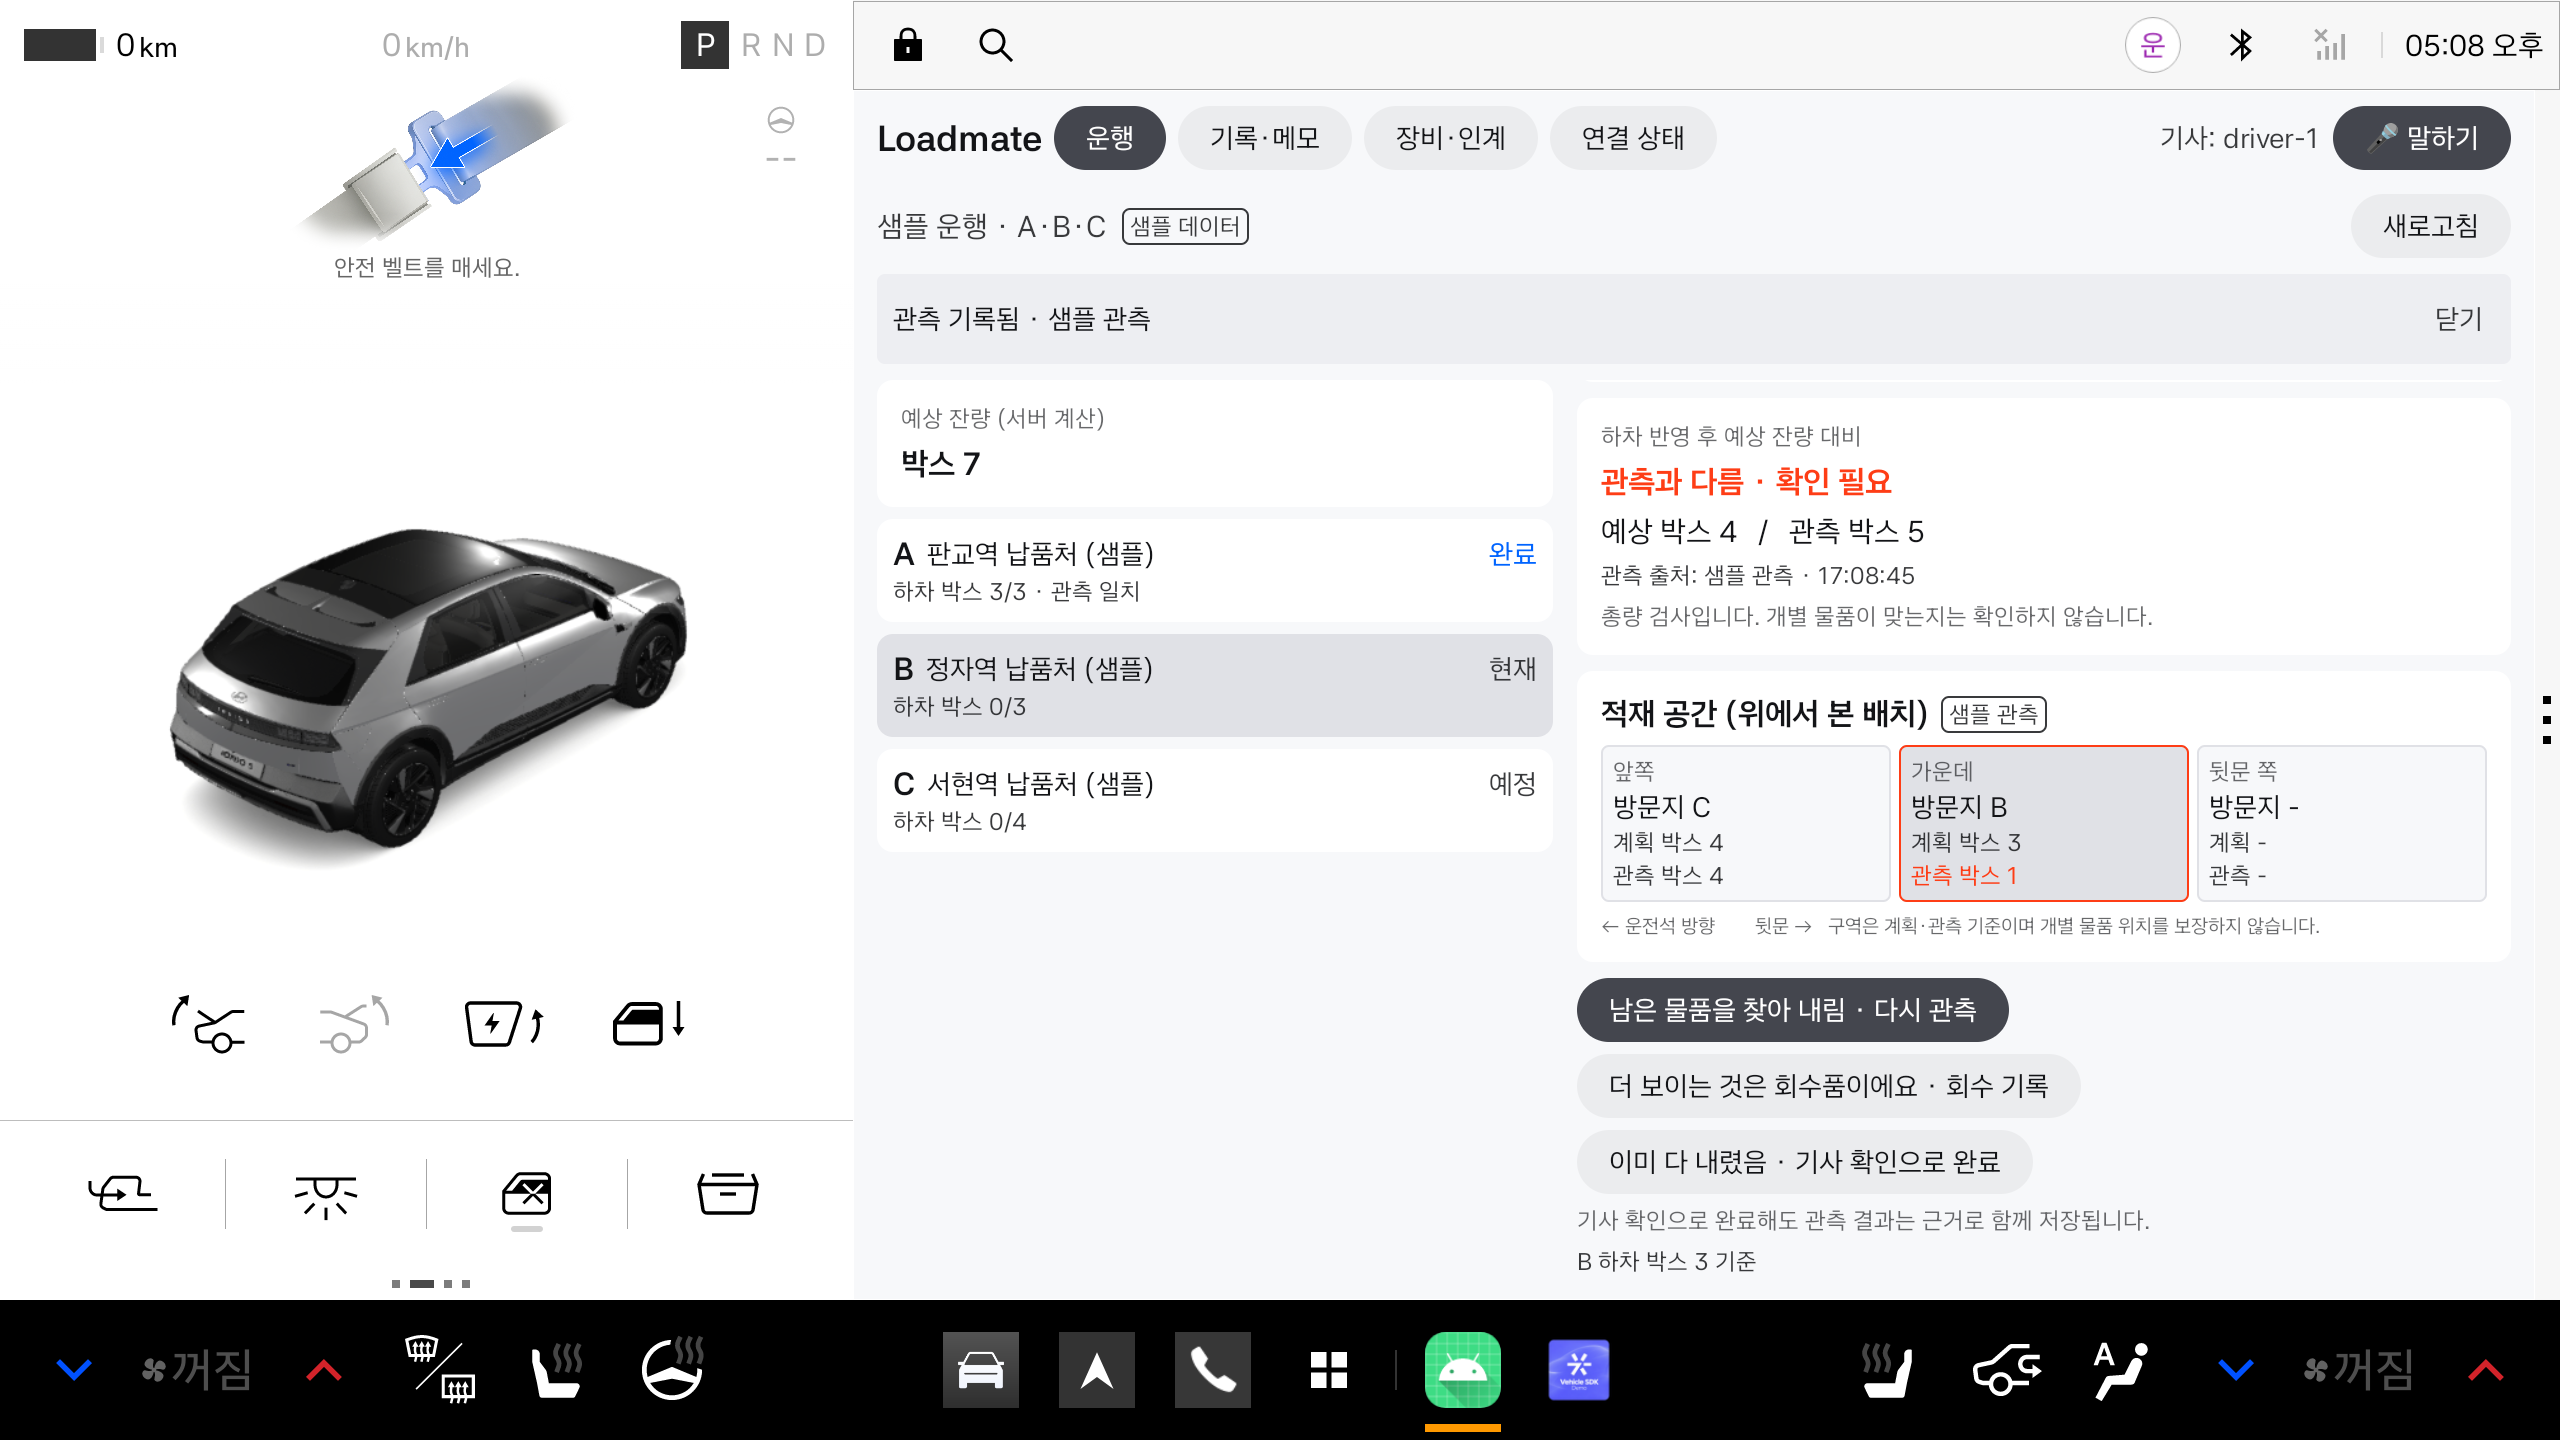 0 km
0 km/h
P R N D
안전 벨트를 매세요.
운
05:08 오후
Loadmate
운행
기록·메모
장비·인계
연결 상태
기사: driver-1
말하기
샘플 운행 · A·B·C
샘플 데이터
새로고침
관측 기록됨 · 샘플 관측
닫기
예상 잔량 (서버 계산)
박스 7
A 판교역 납품처 (샘플)
완료
하차 박스 3/3 · 관측 일치
B 정자역 납품처 (샘플)
현재
하차 박스 0/3
C 서현역 납품처 (샘플)
예정
하차 박스 0/4
하차 반영 후 예상 잔량 대비
관측과 다름 · 확인 필요
예상 박스 4 / 관측 박스 5
관측 출처: 샘플 관측 · 17:08:45
총량 검사입니다. 개별 물품이 맞는지는 확인하지 않습니다.
적재 공간 (위에서 본 배치)
샘플 관측
앞쪽
방문지 C
계획 박스 4
관측 박스 4
가운데
방문지 B
계획 박스 3
관측 박스 1
뒷문 쪽
방문지 -
계획 -
관측 -
← 운전석 방향
뒷문 →
구역은 계획·관측 기준이며 개별 물품 위치를 보장하지 않습니다.
남은 물품을 찾아 내림 · 다시 관측
더 보이는 것은 회수품이에요 · 회수 기록
이미 다 내렸음 · 기사 확인으로 완료
기사 확인으로 완료해도 관측 결과는 근거로 함께 저장됩니다.
B 하차 박스 3 기준
꺼짐
Vehicle SDK
Demo
A
꺼짐